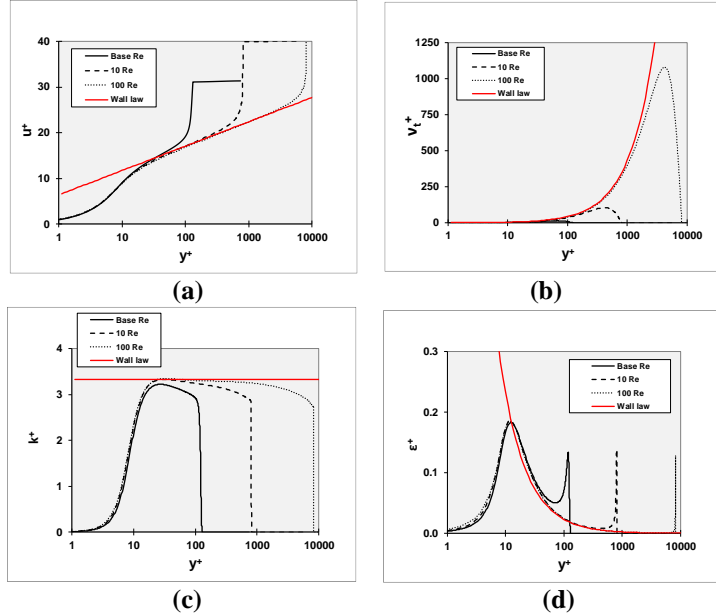 40
30
20
10
0
u+
Base Re
10 Re
100 Re
Wall law
1 10 100 1000 10000
y+
(a)
1250
1000
750
500
250
0
νt+
Base Re
10 Re
100 Re
Wall law
1 10 100 1000 10000
y+
(b)
Base Re
10 Re
100 Re
Wall law
4
3
2
1
0
k+
1 10 100 1000 10000
y+
(c)
0.3
0.2
0.1
0.0
ε+
Base Re
10 Re
100 Re
Wall law
1 10 100 1000 10000
y+
(d)